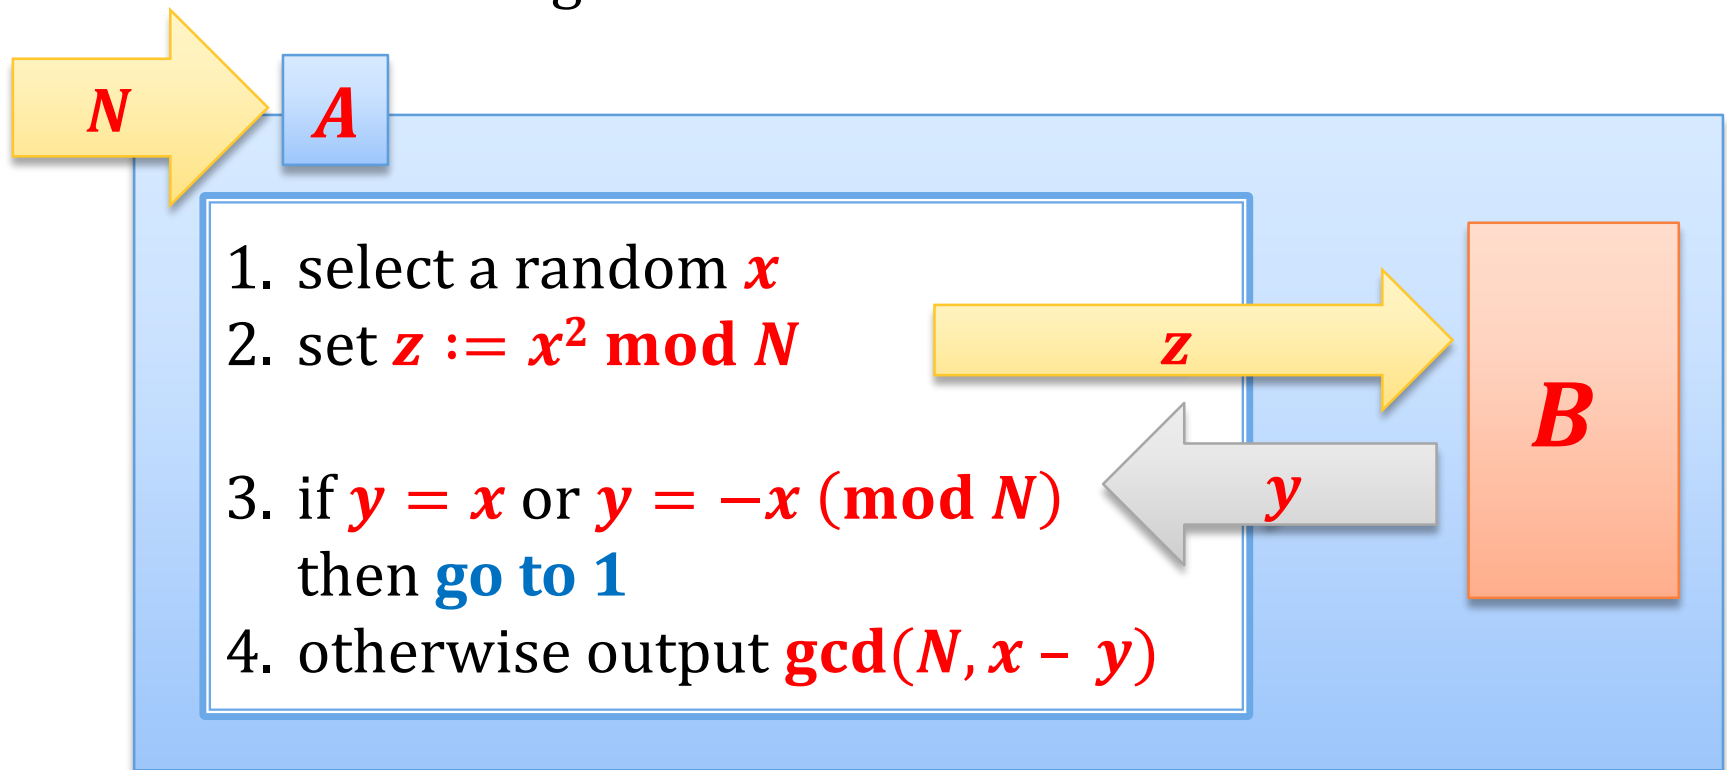 N
A
1. select a random x
2. set z := x² mod N
z
B
3. if y = x or y = −x (mod N)
y
then go to 1
4. otherwise output gcd(N, x − y)